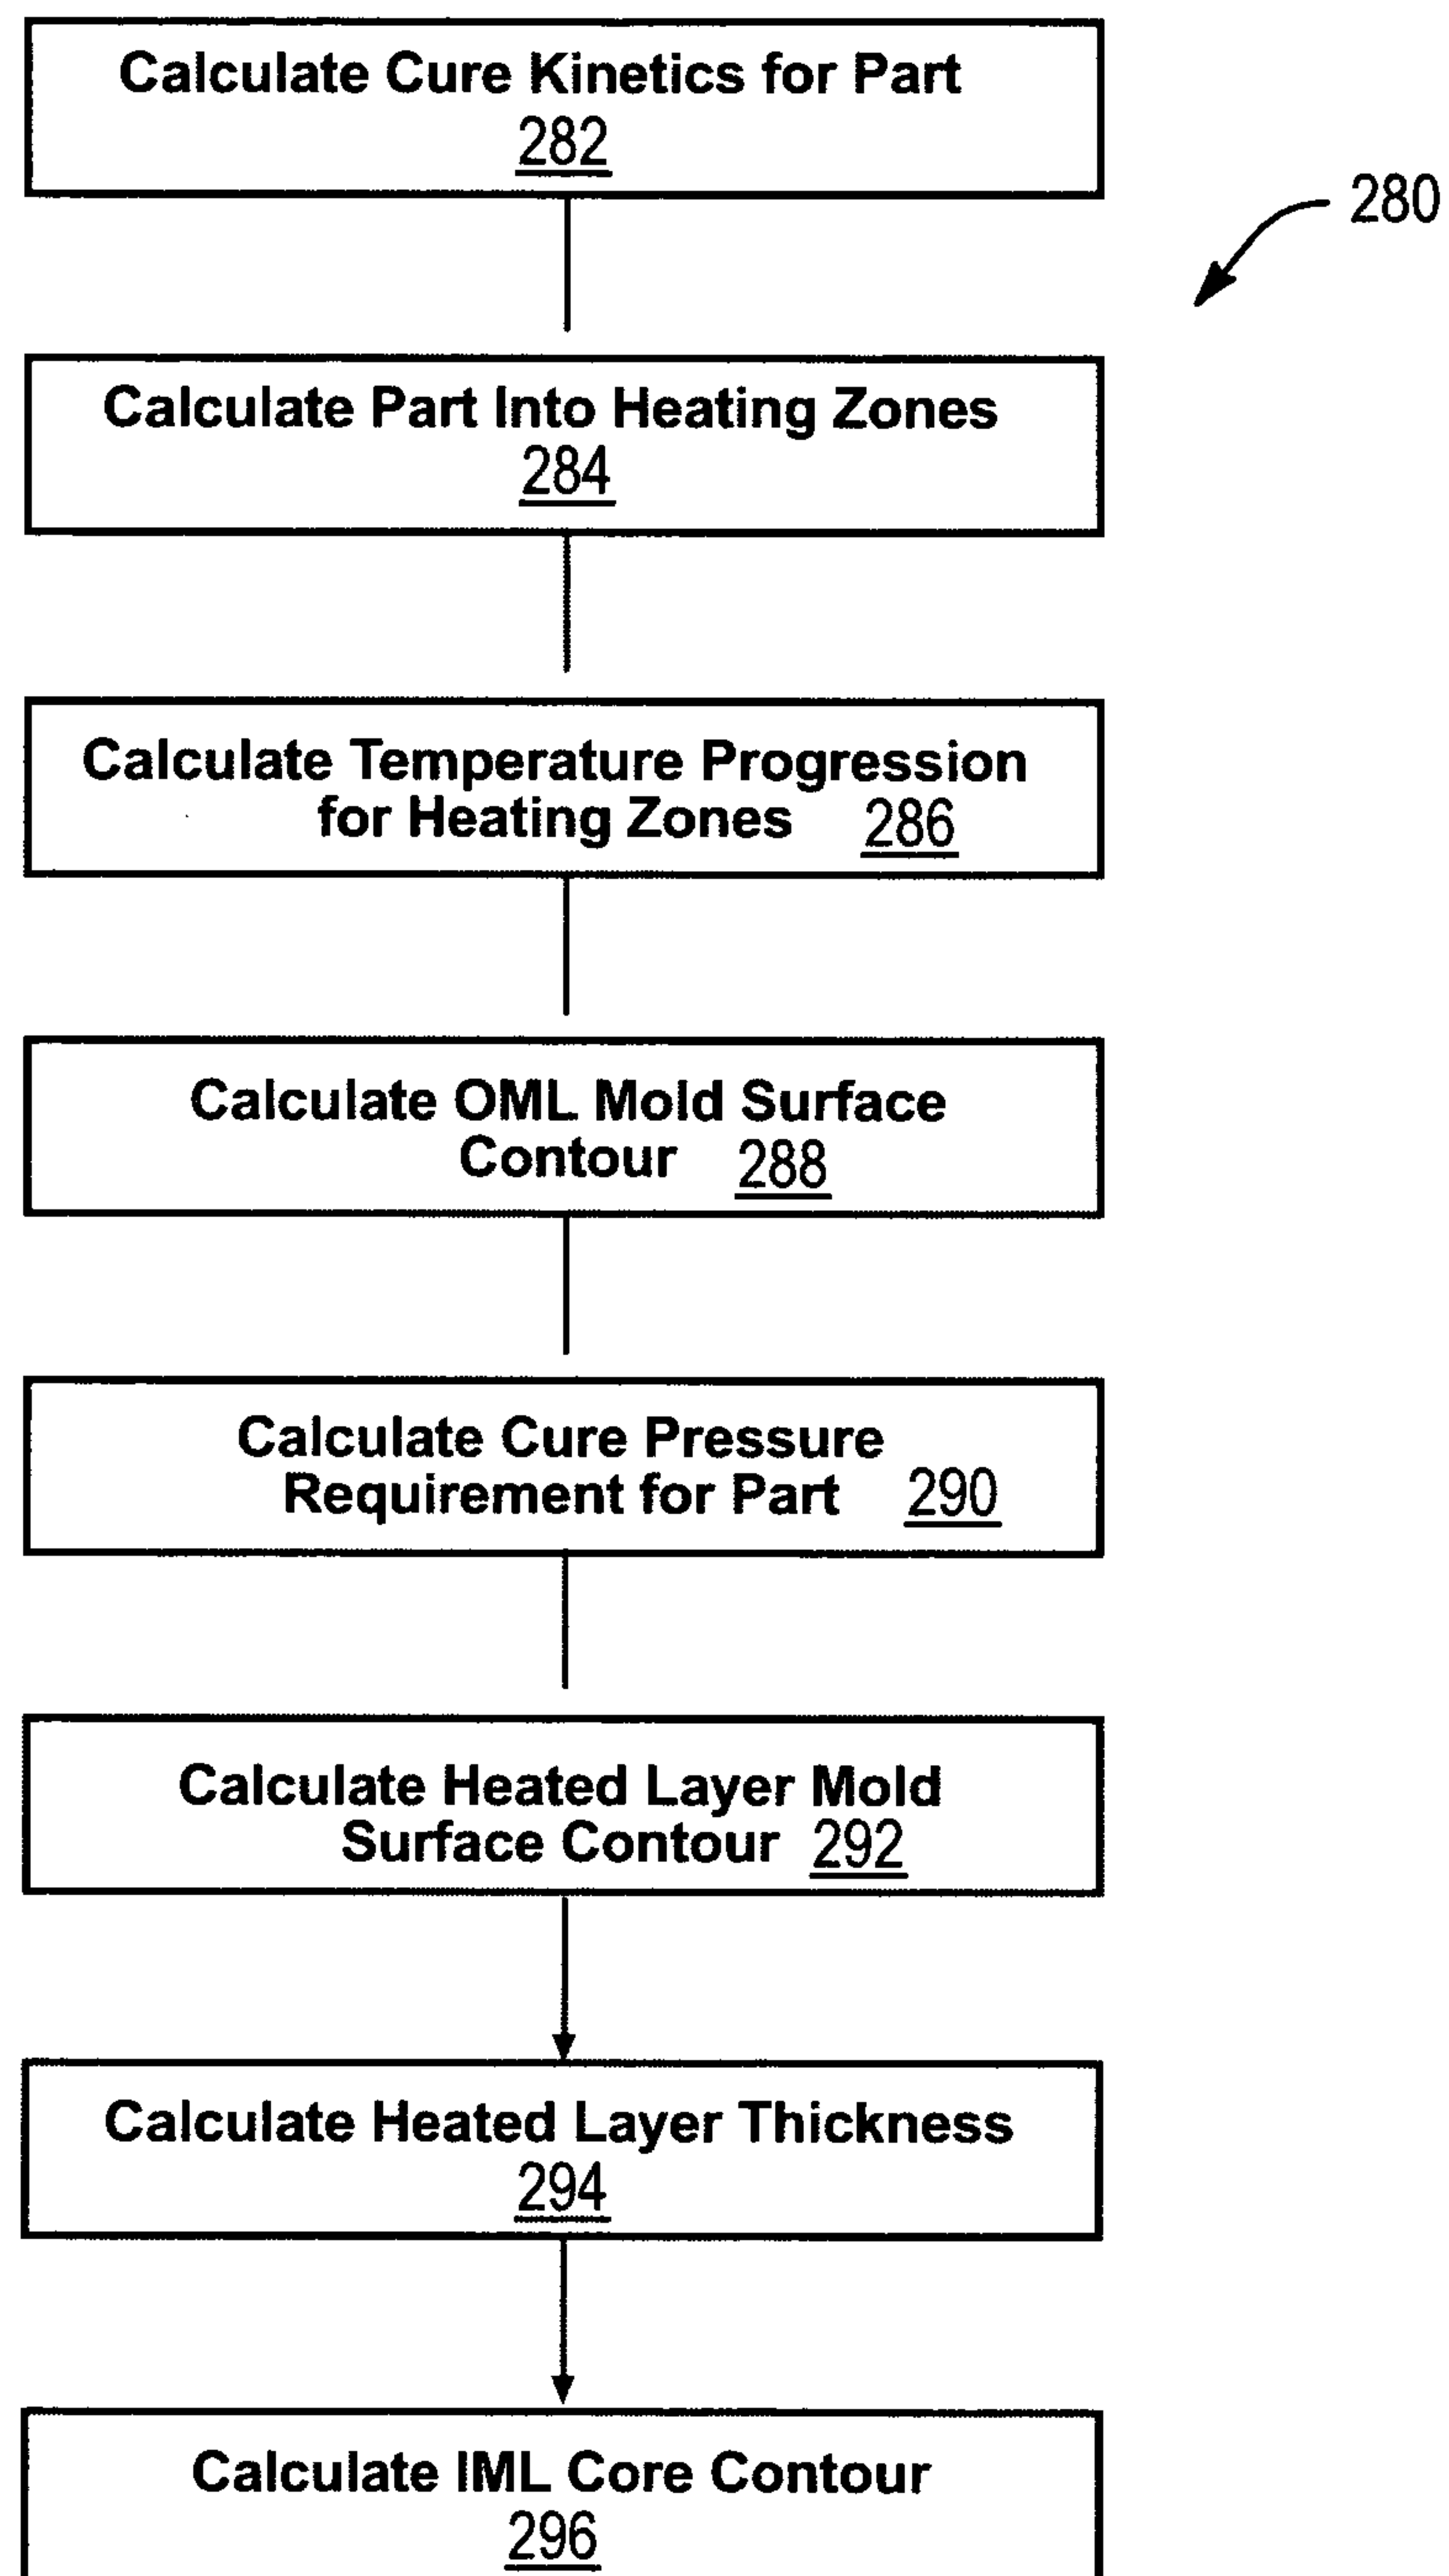 Calculate Cure Kinetics for Part
282
280
Calculate Part Into Heating Zones
284
Calculate Temperature Progression
for Heating Zones 286
Calculate OML Mold Surface
Contour 288
Calculate Cure Pressure
Requirement for Part 290
Calculate Heated Layer Mold
Surface Contour 292
Calculate Heated Layer Thickness
294
Calculate IML Core Contour
296